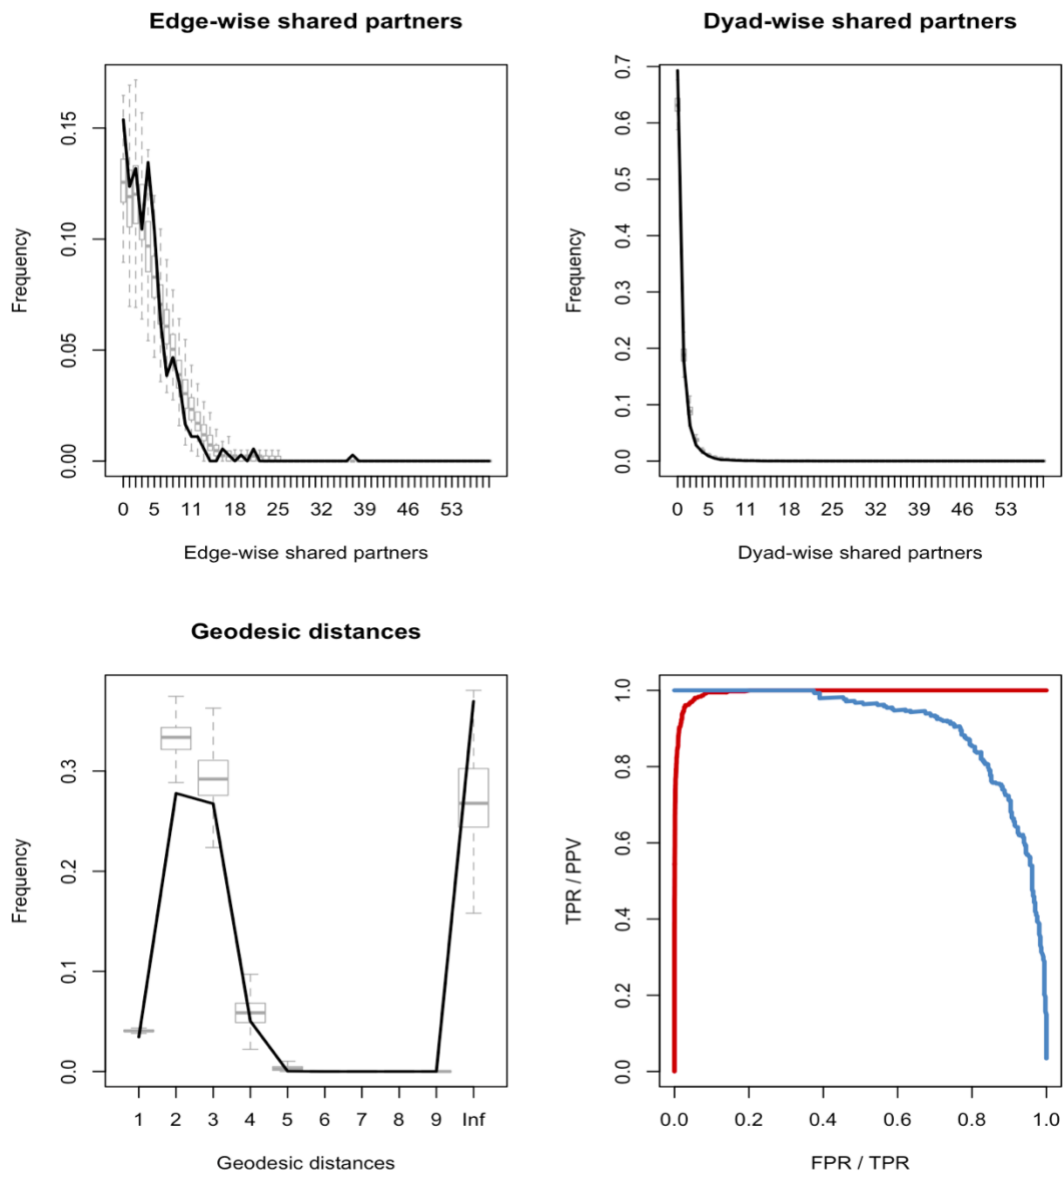 Edge-wise shared partners
Frequency
0.00 0.05 0.10 0.15
0 5 11 18 25 32 39 46 53
Edge-wise shared partners
Dyad-wise shared partners
Frequency
0.0 0.1 0.2 0.3 0.4 0.5 0.6 0.7
0 5 11 18 25 32 39 46 53
Dyad-wise shared partners
Geodesic distances
Frequency
0.0 0.1 0.2 0.3
1 2 3 4 5 6 7 8 9 Inf
Geodesic distances
TPR / PPV
0.0 0.2 0.4 0.6 0.8 1.0
0.0 0.2 0.4 0.6 0.8 1.0
FPR / TPR